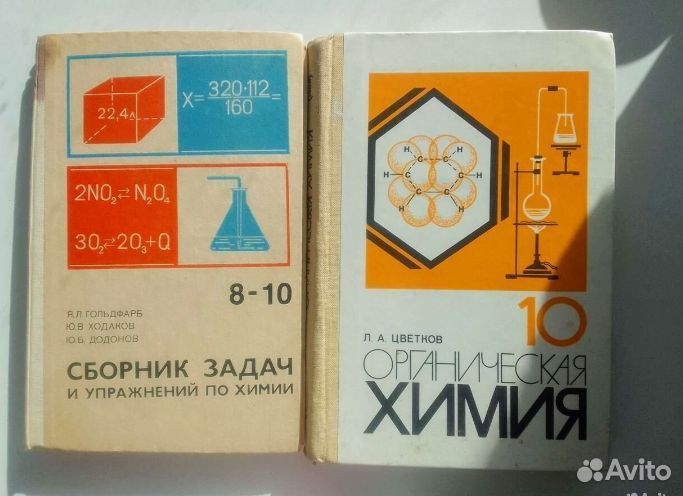 22,4л
X= 320·112 =
160
2NO₂⇄N₂O₄
3O₂⇄2O₃+Q
8-10
Я.Л ГОЛЬДФАРБ
Ю.В ХОДАКОВ
Ю.Б. ДОДОНОВ
СБОРНИК ЗАДАЧ
И УПРАЖНЕНИЙ ПО ХИМИИ
H H
C C
H C C H
C C
H H
10
Л. А. ЦВЕТКОВ
ОРГАНИЧЕСКАЯ
ХИМИЯ
Avito